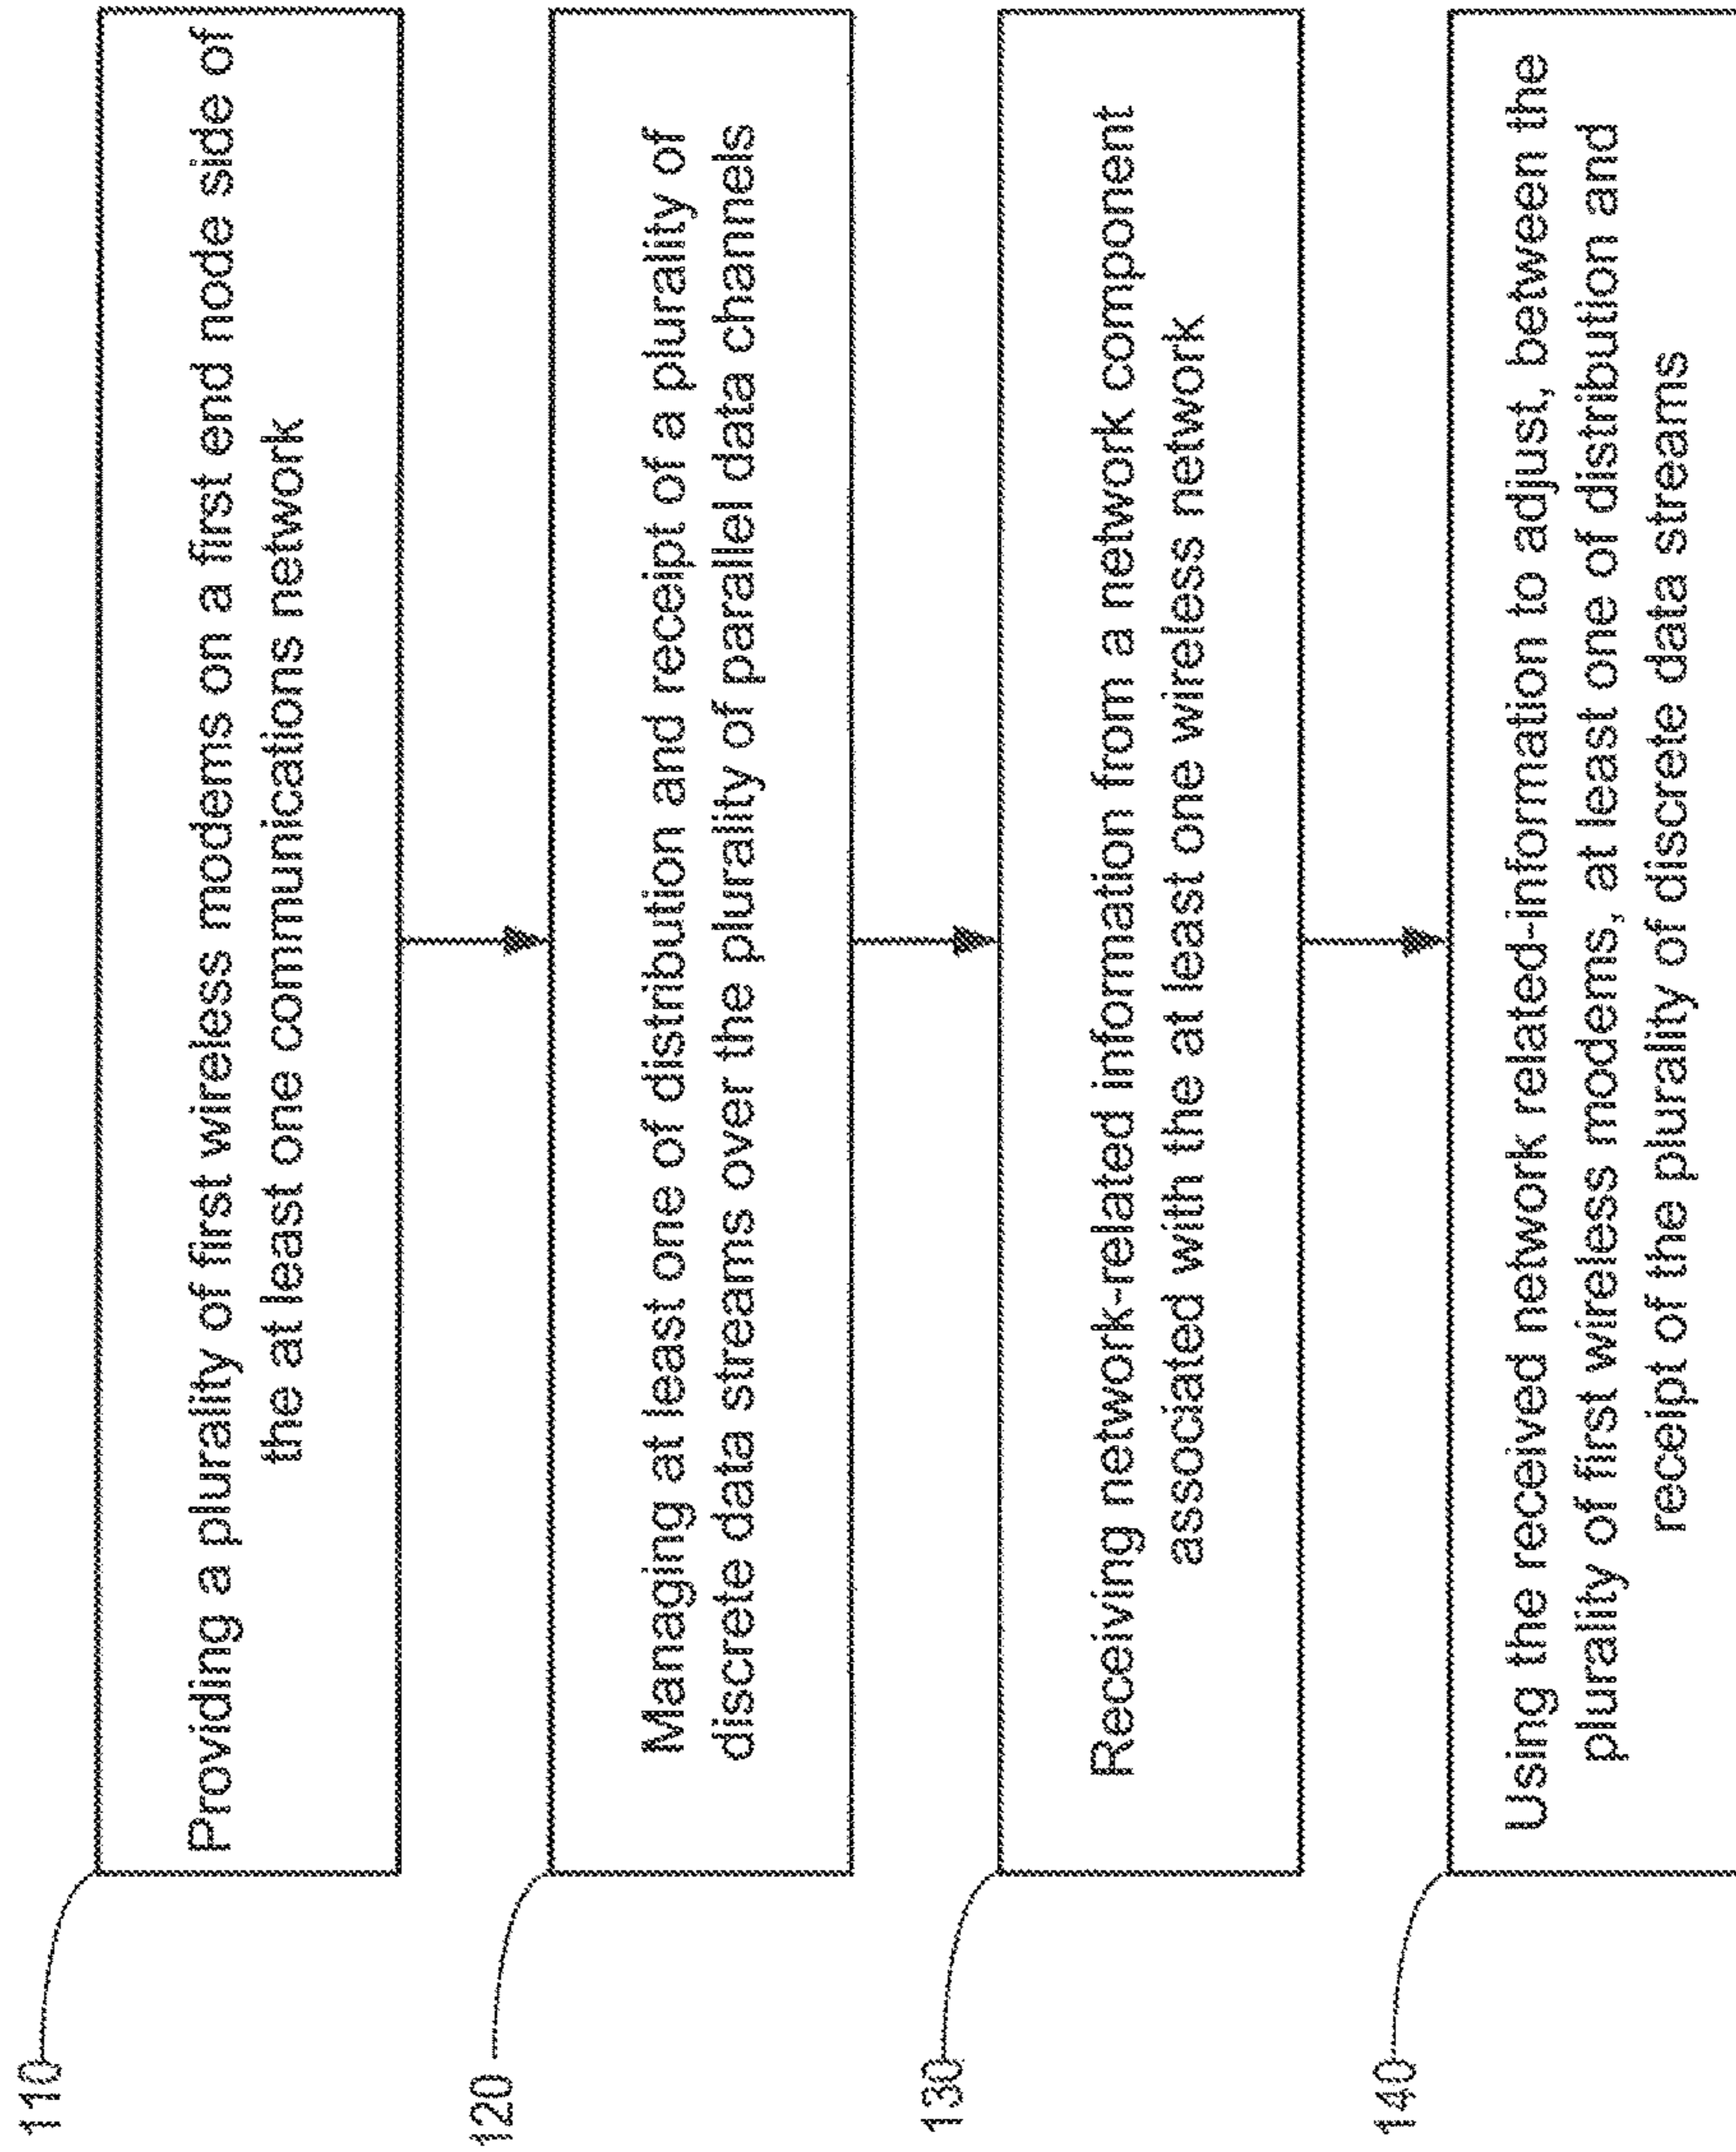 110
Providing a plurality of first wireless modems on a first end node side of
the at least one communications network
120
Managing at least one of distribution and receipt of a plurality of
discrete data streams over the plurality of parallel data channels
130
Receiving network-related information from a network component
associated with the at least one wireless network
140
Using the received network related-information to adjust, between the
plurality of first wireless modems, at least one of distribution and
receipt of the plurality of discrete data streams